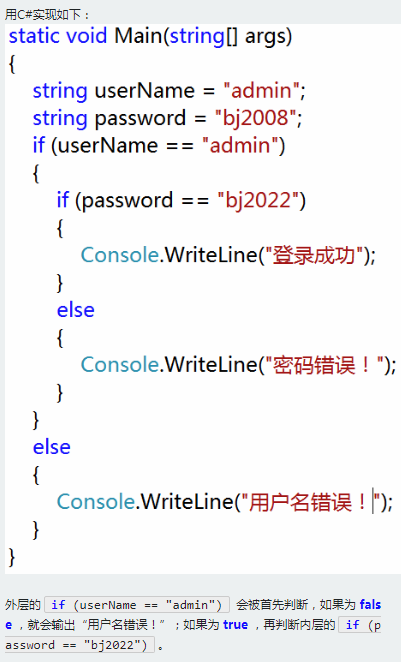 用C#实现如下：
static void Main(string[] args)
{
string userName = "admin";
string password = "bj2008";
if (userName == "admin")
{
if (password == "bj2022")
{
Console.WriteLine("登录成功");
}
else
{
Console.WriteLine("密码错误！");
}
}
else
{
Console.WriteLine("用户名错误！");
}
}
外层的 if (userName == "admin") 会被首先判断，如果为 fals
e ，就会输出“用户名错误！”；如果为 true ，再判断内层的 if (p
assword == "bj2022") 。